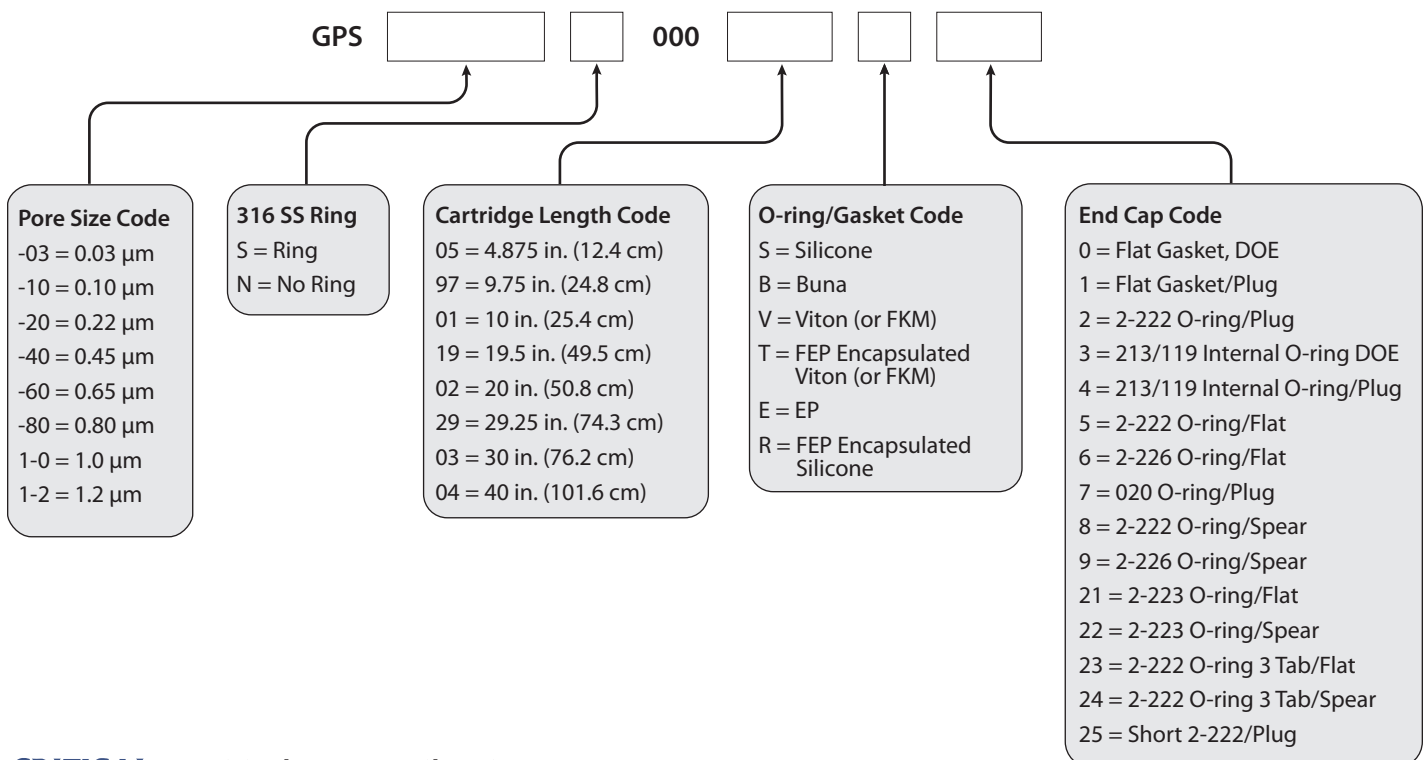 GPS 000
Pore Size Code
-03 = 0.03 µm
-10 = 0.10 µm
-20 = 0.22 µm
-40 = 0.45 µm
-60 = 0.65 µm
-80 = 0.80 µm
1-0 = 1.0 µm
1-2 = 1.2 µm
316 SS Ring
S = Ring
N = No Ring
Cartridge Length Code
05 = 4.875 in. (12.4 cm)
97 = 9.75 in. (24.8 cm)
01 = 10 in. (25.4 cm)
19 = 19.5 in. (49.5 cm)
02 = 20 in. (50.8 cm)
29 = 29.25 in. (74.3 cm)
03 = 30 in. (76.2 cm)
04 = 40 in. (101.6 cm)
O-ring/Gasket Code
S = Silicone
B = Buna
V = Viton (or FKM)
T = FEP Encapsulated
Viton (or FKM)
E = EP
R = FEP Encapsulated
Silicone
End Cap Code
0 = Flat Gasket, DOE
1 = Flat Gasket/Plug
2 = 2-222 O-ring/Plug
3 = 213/119 Internal O-ring DOE
4 = 213/119 Internal O-ring/Plug
5 = 2-222 O-ring/Flat
6 = 2-226 O-ring/Flat
7 = 020 O-ring/Plug
8 = 2-222 O-ring/Spear
9 = 2-226 O-ring/Spear
21 = 2-223 O-ring/Flat
22 = 2-223 O-ring/Spear
23 = 2-222 O-ring 3 Tab/Flat
24 = 2-222 O-ring 3 Tab/Spear
25 = Short 2-222/Plug